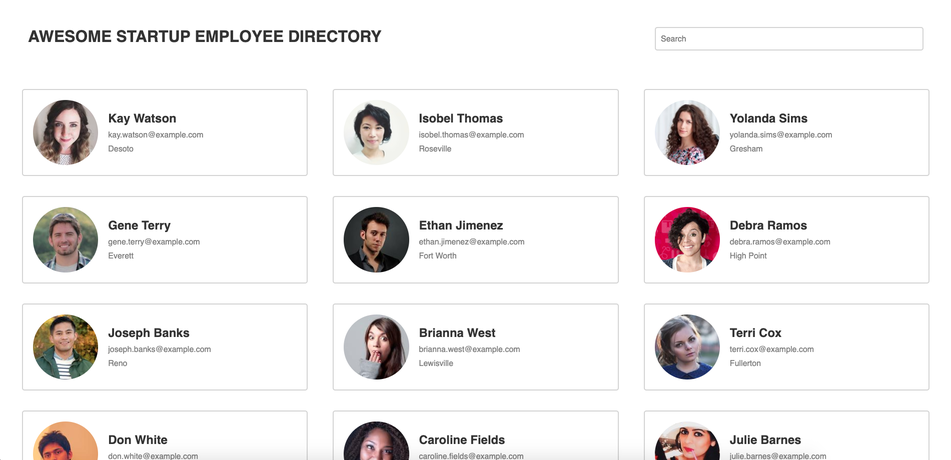 AWESOME STARTUP EMPLOYEE DIRECTORY
Search
Kay Watson
kay.watson@example.com
Desoto
Isobel Thomas
isobel.thomas@example.com
Roseville
Yolanda Sims
yolanda.sims@example.com
Gresham
Gene Terry
gene.terry@example.com
Everett
Ethan Jimenez
ethan.jimenez@example.com
Fort Worth
Debra Ramos
debra.ramos@example.com
High Point
Joseph Banks
joseph.banks@example.com
Reno
Brianna West
brianna.west@example.com
Lewisville
Terri Cox
terri.cox@example.com
Fullerton
Don White
don.white@example.com
Caroline Fields
caroline.fields@example.com
Julie Barnes
julie.barnes@example.com